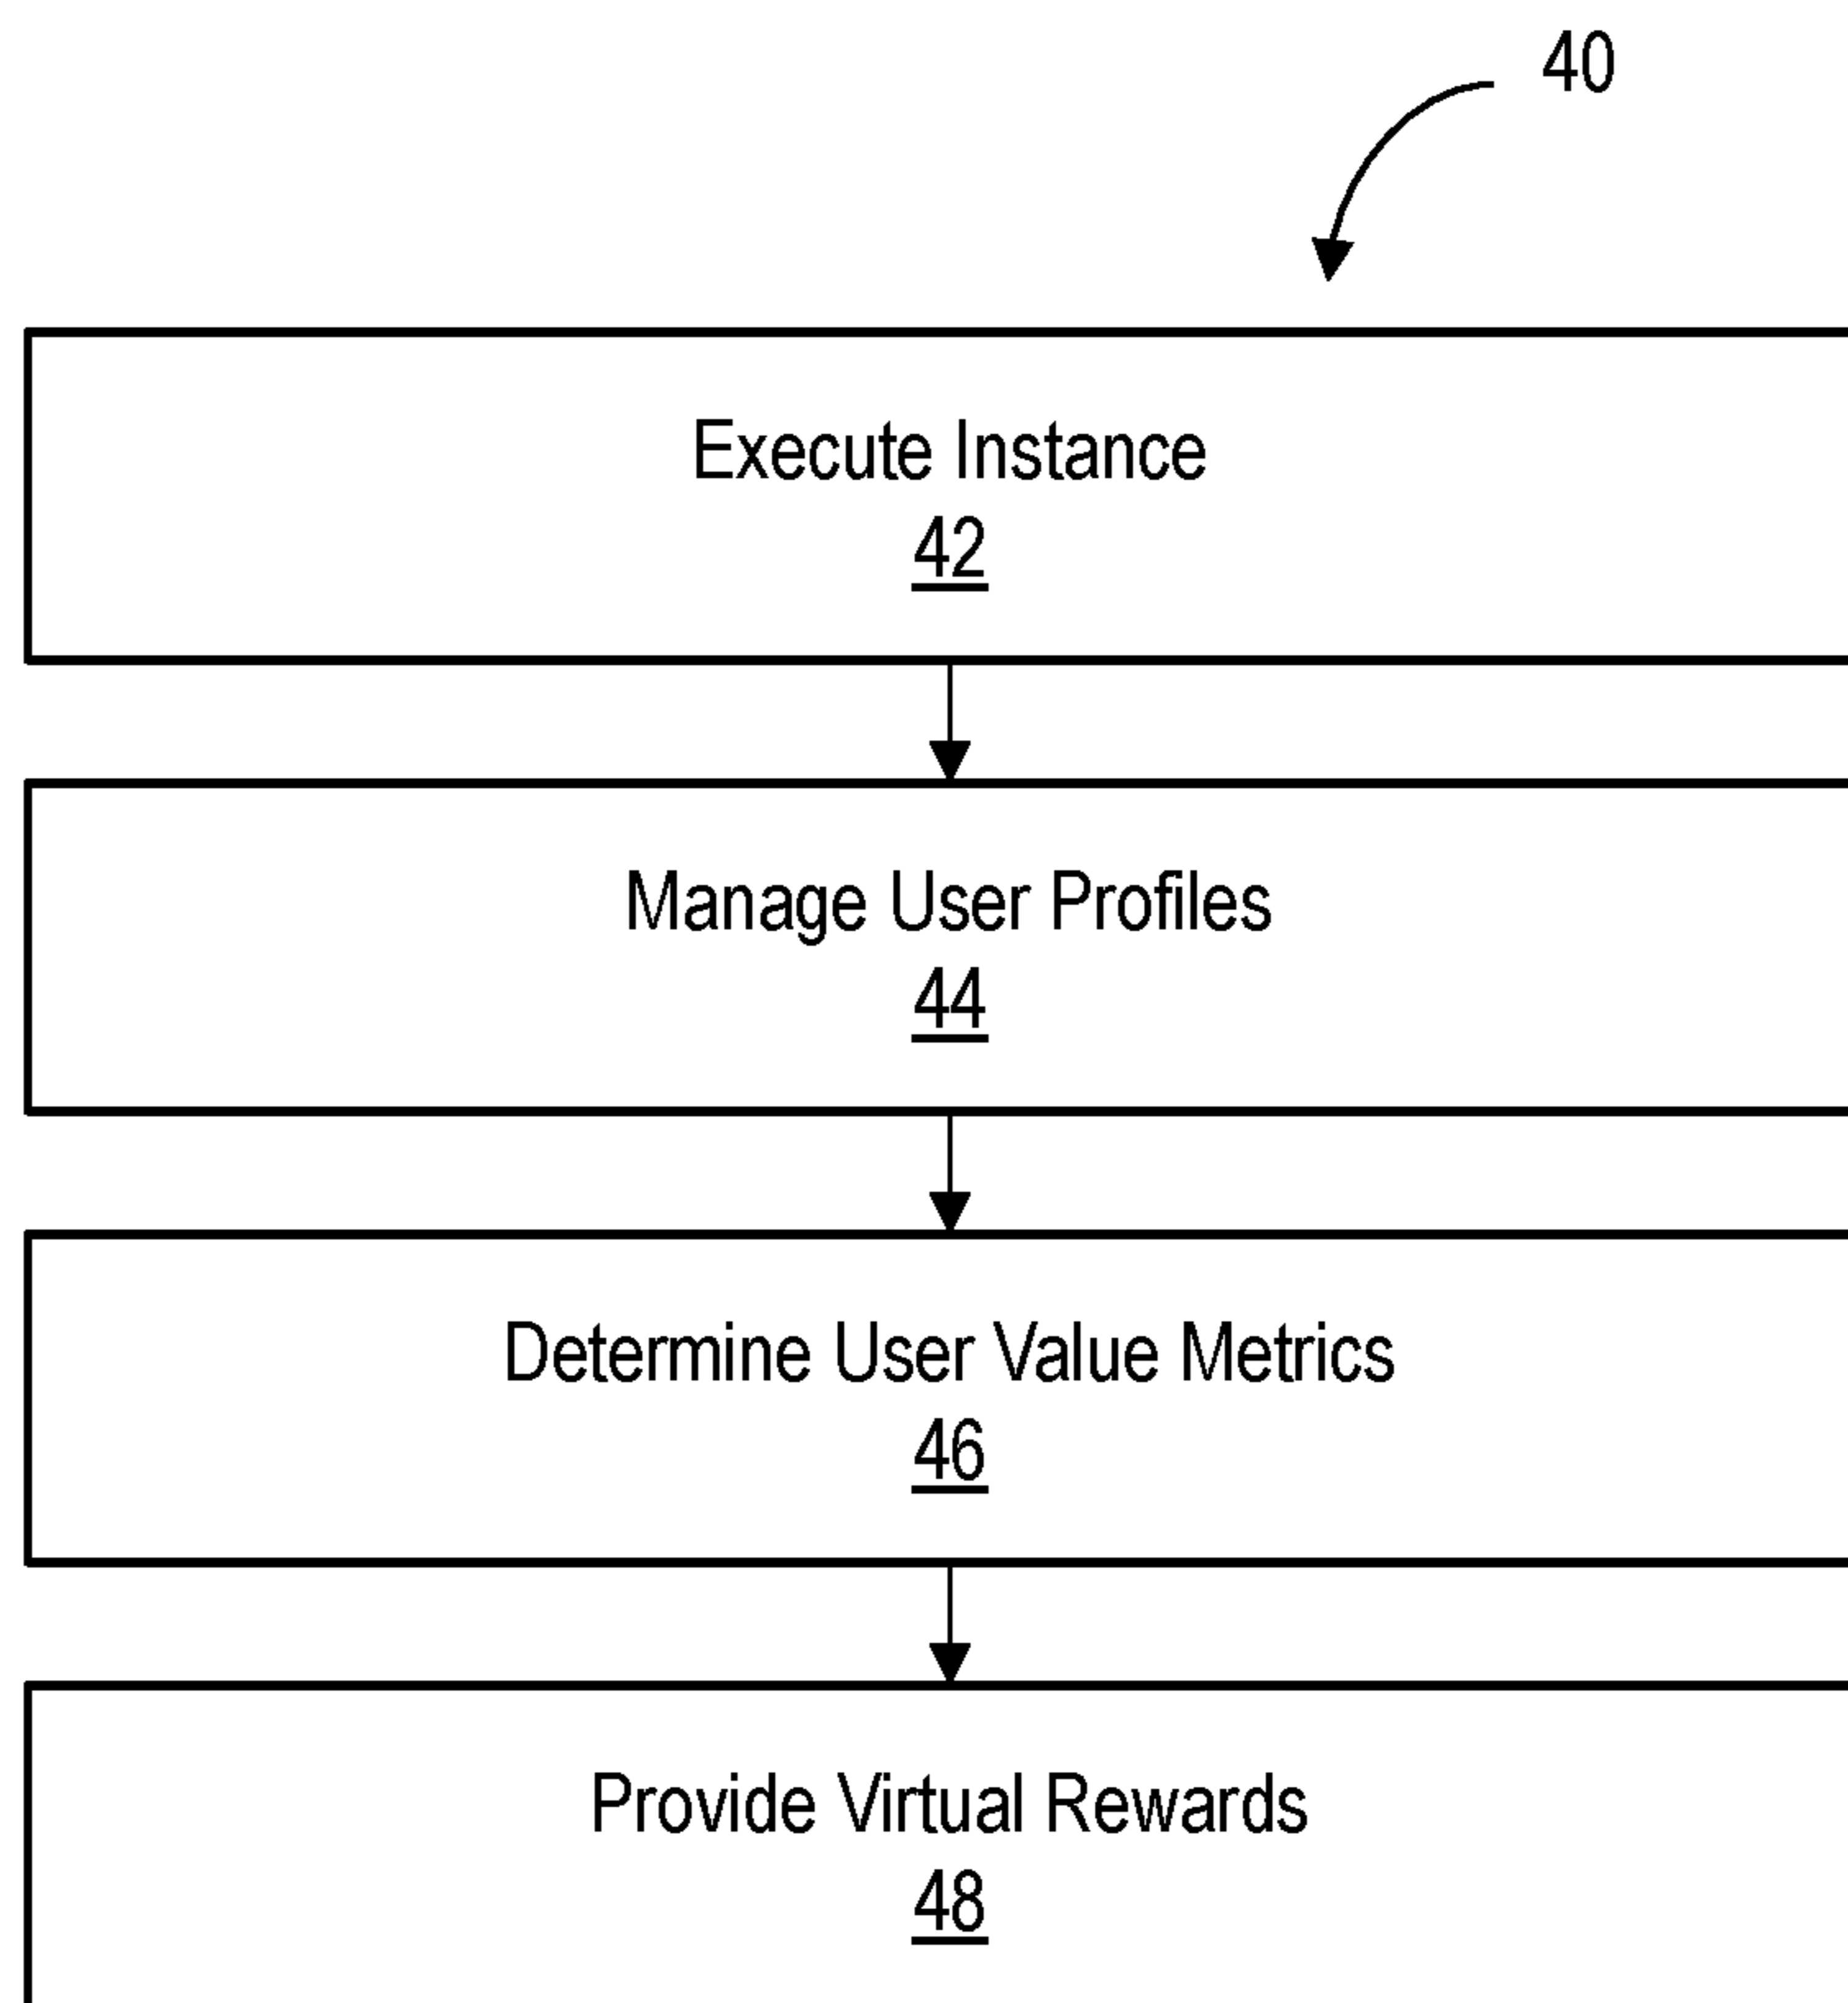 40
Execute Instance
42
Manage User Profiles
44
Determine User Value Metrics
46
Provide Virtual Rewards
48